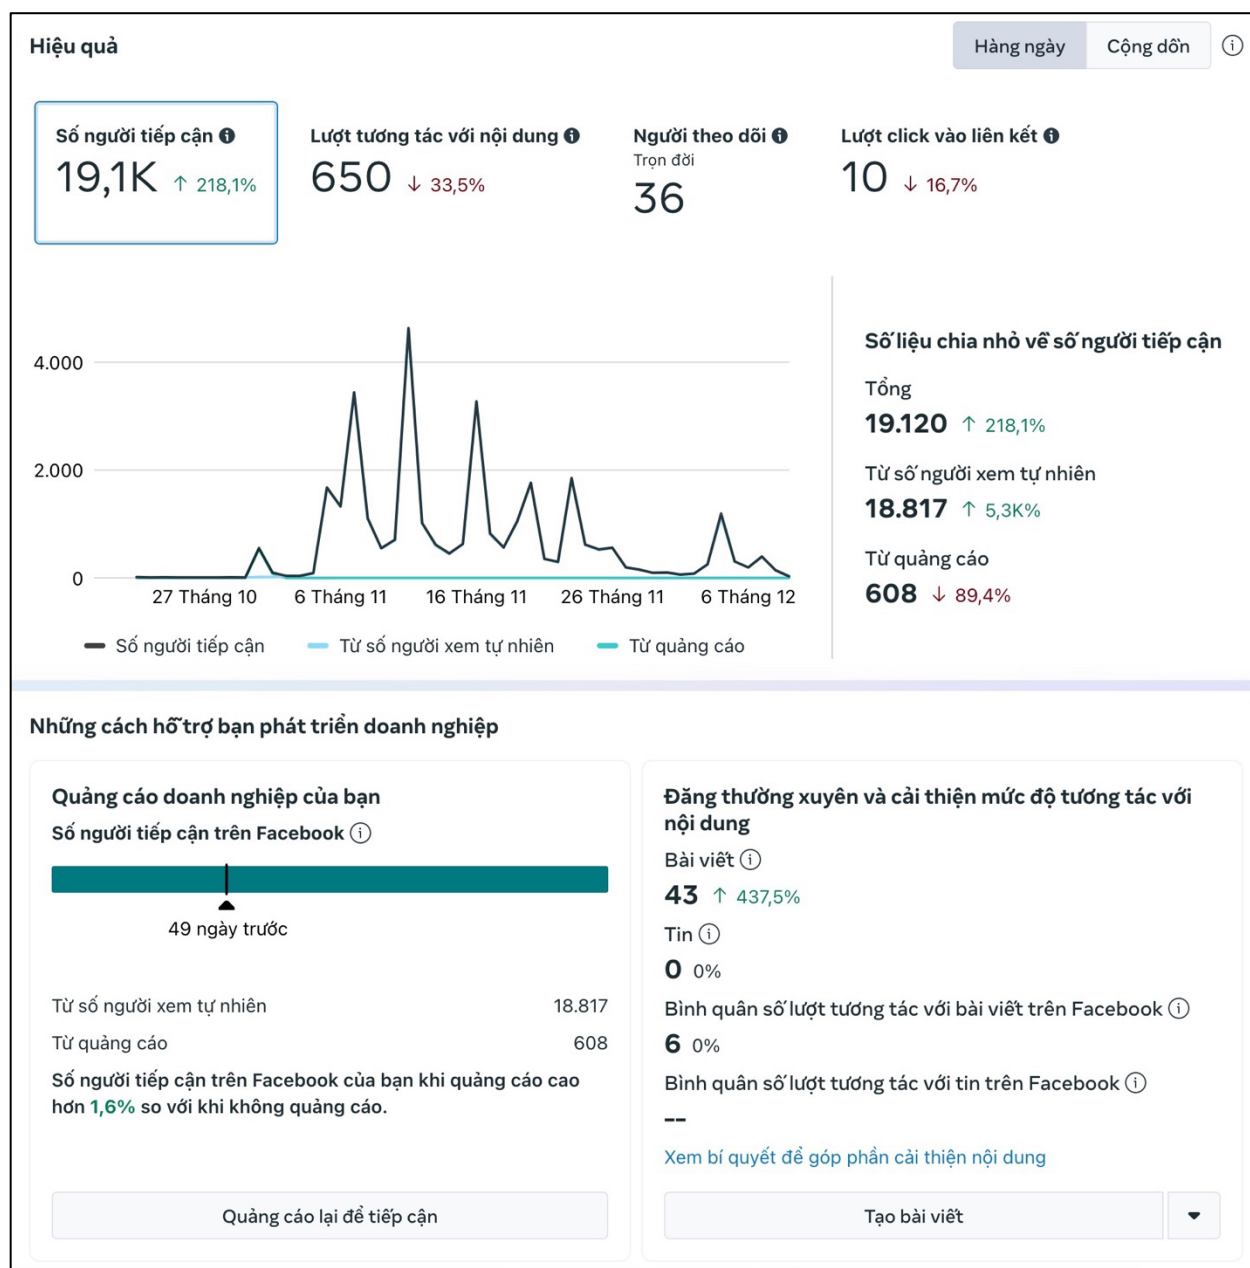 Hiệu quả
Hàng ngày
Cộng dồn
Số người tiếp cận
19,1K ↑ 218,1%
Lượt tương tác với nội dung
650 ↓ 33,5%
Người theo dõi
Trọn đời
36
Lượt click vào liên kết
10 ↓ 16,7%
4.000
2.000
0
27 Tháng 10
6 Tháng 11
16 Tháng 11
26 Tháng 11
6 Tháng 12
Số người tiếp cận
Từ số người xem tự nhiên
Từ quảng cáo
Số liệu chia nhỏ về số người tiếp cận
Tổng
19.120 ↑ 218,1%
Từ số người xem tự nhiên
18.817 ↑ 5,3K%
Từ quảng cáo
608 ↓ 89,4%
Những cách hỗ trợ bạn phát triển doanh nghiệp
Quảng cáo doanh nghiệp của bạn
Số người tiếp cận trên Facebook
49 ngày trước
Từ số người xem tự nhiên 18.817
Từ quảng cáo 608
Số người tiếp cận trên Facebook của bạn khi quảng cáo cao
hơn 1,6% so với khi không quảng cáo.
Quảng cáo lại để tiếp cận
Đăng thường xuyên và cải thiện mức độ tương tác với
nội dung
Bài viết
43 ↑ 437,5%
Tin
0 0%
Bình quân số lượt tương tác với bài viết trên Facebook
6 0%
Bình quân số lượt tương tác với tin trên Facebook
--
Xem bí quyết để góp phần cải thiện nội dung
Tạo bài viết